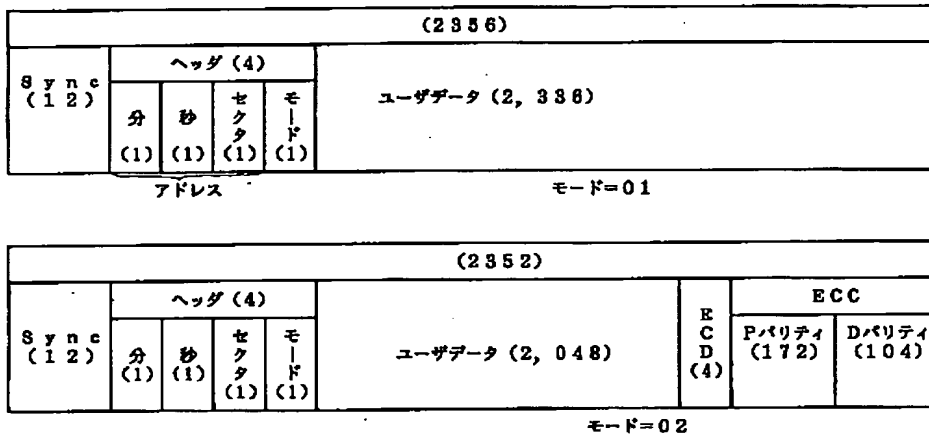 (2356)
Sync
(12)
ヘッダ(4)
分
(1)
秒
(1)
セクタ
(1)
モード
(1)
ユーザデータ(2,336)
アドレス
モード=01
(2352)
Sync
(12)
ヘッダ(4)
分
(1)
秒
(1)
セクタ
(1)
モード
(1)
ユーザデータ(2,048)
ECD
(4)
ECC
Pパリティ
(172)
Dパリティ
(104)
モード=02